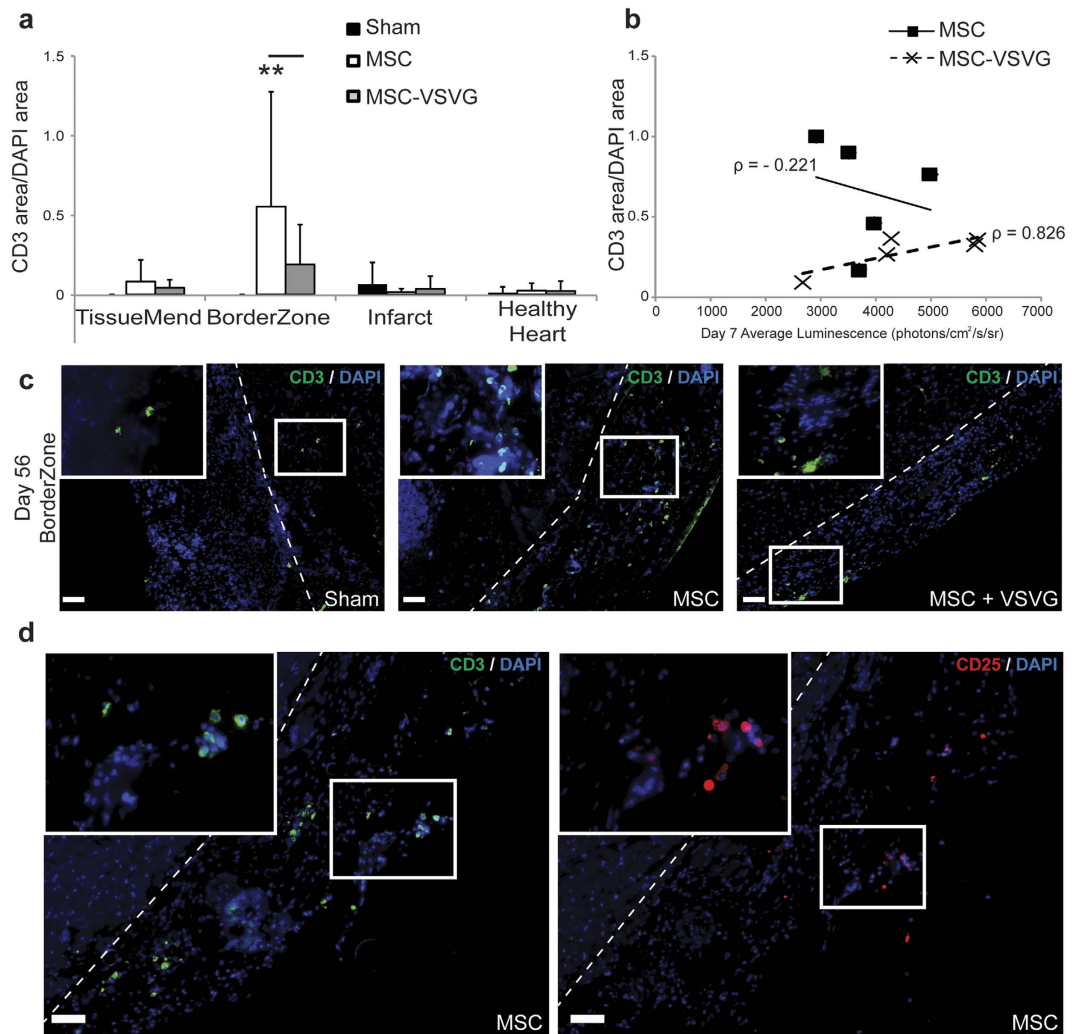 a
Sham
MSC
MSC-VSVG
**
CD3 area/DAPI area
1.5
1.0
0.5
0
TissueMend
BorderZone
Infarct
Healthy
Heart
b
MSC
MSC-VSVG
CD3 area/DAPI area
1.5
1.0
0.5
0
ρ = - 0.221
ρ = 0.826
0 1000 2000 3000 4000 5000 6000 7000
Day 7 Average Luminescence (photons/cm²/s/sr)
c
Day 56
BorderZone
CD3 / DAPI
Sham
CD3 / DAPI
MSC
CD3 / DAPI
MSC + VSVG
d
CD3 / DAPI
MSC
CD25 / DAPI
MSC